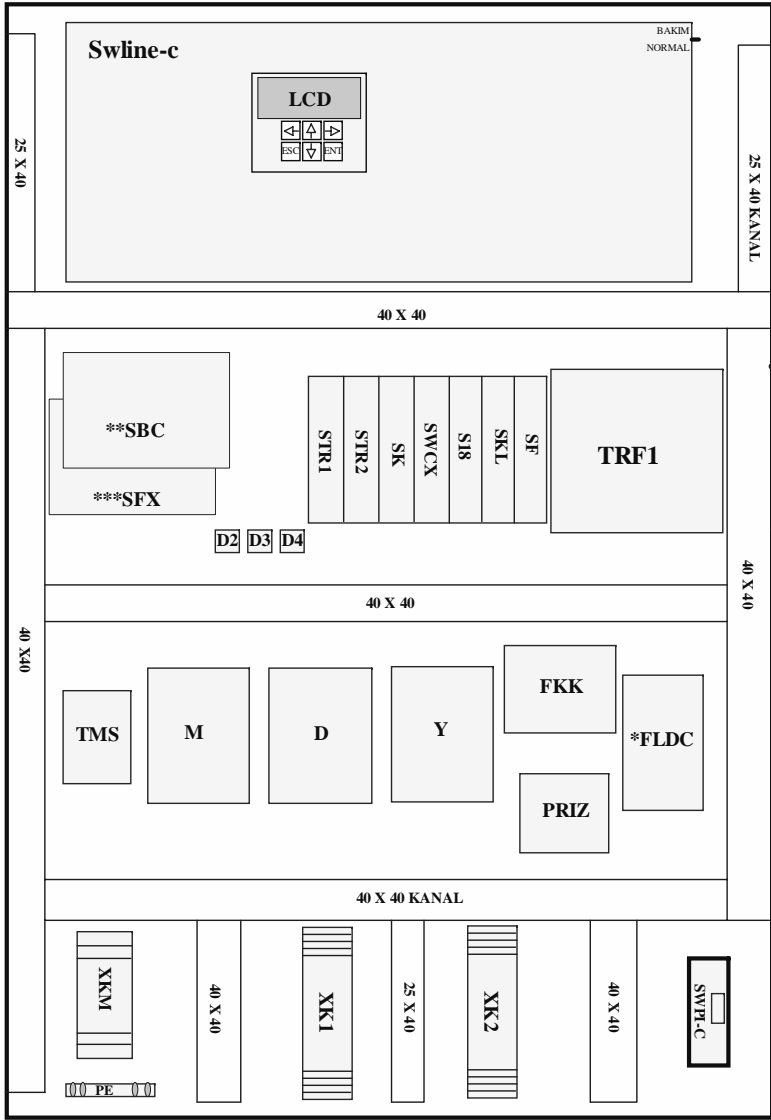 BAKIM
Swline-c
NORMAL
LCD
ESC
ENT
25 X 40
25 X 40 KANAL
40 X 40
**SBC
***SFX
STR1
STR2
SK
SWCX
S18
SKL
SF
TRF1
D2
D3
D4
40 X 40
40 X 40
40 X40
TMS
M
D
Y
FKK
*FLDC
PRIZ
40 X 40 KANAL
XKM
40 X 40
XK1
25 X 40
XK2
40 X 40
SWPI-C
PE